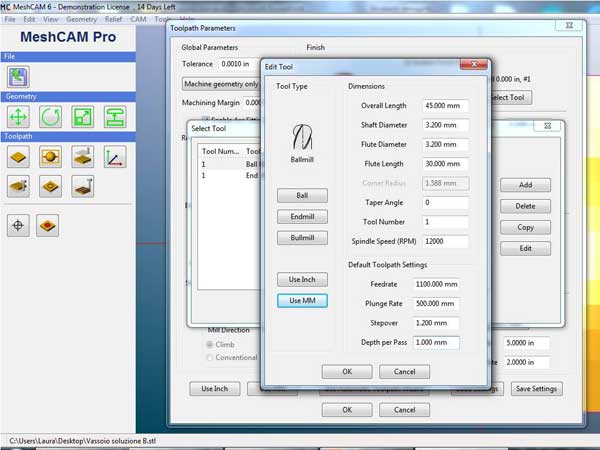 MeshCAM 6 - Demonstration License , 14 Days Left
File Edit View Geometry Relief CAM Tools Help
MeshCAM Pro
File
Geometry
Toolpath
Toolpath Parameters
Global Parameters
Finish
Tolerance 0.0010 in
Machine geometry only
0.000 in, #1
Select Tool
Machining Margin 0.000
Select Tool
Tool Num... Tool
1 Ball
1 End
Add
Delete
Copy
Edit
Edit Tool
Tool Type
Dimensions
Ballmill
Ball
Endmill
Bullmill
Use Inch
Use MM
Overall Length 45.000 mm
Shaft Diameter 3.200 mm
Flute Diameter 3.200 mm
Flute Length 30.000 mm
Corner Radius 1.588 mm
Taper Angle 0
Tool Number 1
Spindle Speed (RPM) 12000
Default Toolpath Settings
Feedrate 1100.000 mm
Plunge Rate 500.000 mm
Stepover 1.200 mm
Depth per Pass 1.000 mm
OK Cancel
Mill Direction
Climb
Conventional
5.0000 in
2.0000 in
Use Inch
Save Settings
OK Cancel
C:\Users\Laura\Desktop\Vassoio soluzione B.stl